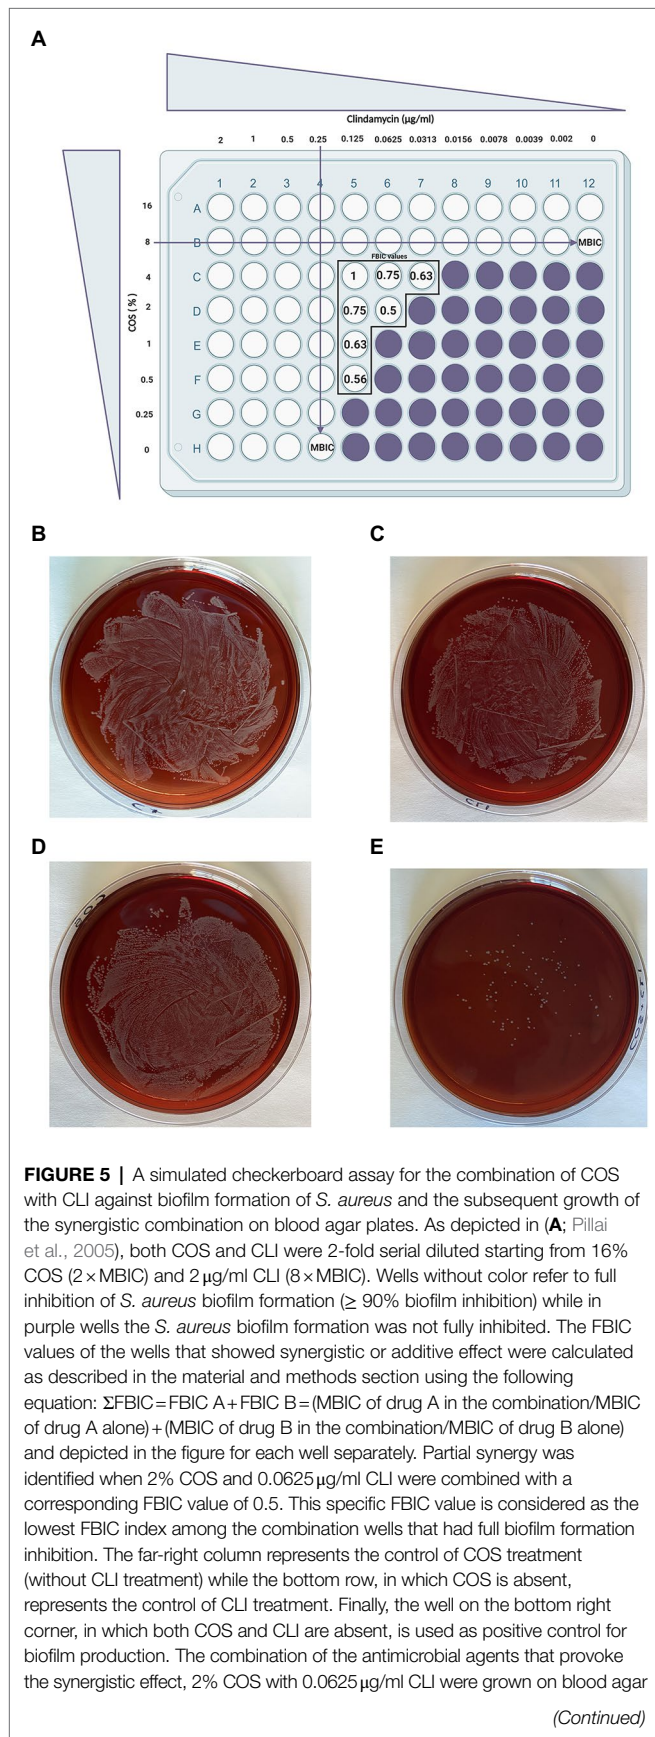 A
Clindamycin (µg/ml)
2 1 0.5 0.25 0.125 0.0625 0.0313 0.0156 0.0078 0.0039 0.002 0
1 2 3 4 5 6 7 8 9 10 11 12
16 A
8 B MBIC
FBIC values
4 C 1 0.75 0.63
COS (%)
2 D 0.75 0.5
1 E 0.63
0.5 F 0.56
0.25 G
0 H MBIC
B
C
CLI
D
COS
E
COS+CLI
FIGURE 5 | A simulated checkerboard assay for the combination of COS
with CLI against biofilm formation of S. aureus and the subsequent growth of
the synergistic combination on blood agar plates. As depicted in (A; Pillai
et al., 2005), both COS and CLI were 2-fold serial diluted starting from 16%
COS (2 × MBIC) and 2 µg/ml CLI (8 × MBIC). Wells without color refer to full
inhibition of S. aureus biofilm formation (≥ 90% biofilm inhibition) while in
purple wells the S. aureus biofilm formation was not fully inhibited. The FBIC
values of the wells that showed synergistic or additive effect were calculated
as described in the material and methods section using the following
equation: ΣFBIC = FBIC A + FBIC B = (MBIC of drug A in the combination/MBIC
of drug A alone) + (MBIC of drug B in the combination/MBIC of drug B alone)
and depicted in the figure for each well separately. Partial synergy was
identified when 2% COS and 0.0625 µg/ml CLI were combined with a
corresponding FBIC value of 0.5. This specific FBIC value is considered as the
lowest FBIC index among the combination wells that had full biofilm formation
inhibition. The far-right column represents the control of COS treatment
(without CLI treatment) while the bottom row, in which COS is absent,
represents the control of CLI treatment. Finally, the well on the bottom right
corner, in which both COS and CLI are absent, is used as positive control for
biofilm production. The combination of the antimicrobial agents that provoke
the synergistic effect, 2% COS with 0.0625 µg/ml CLI were grown on blood agar
(Continued)